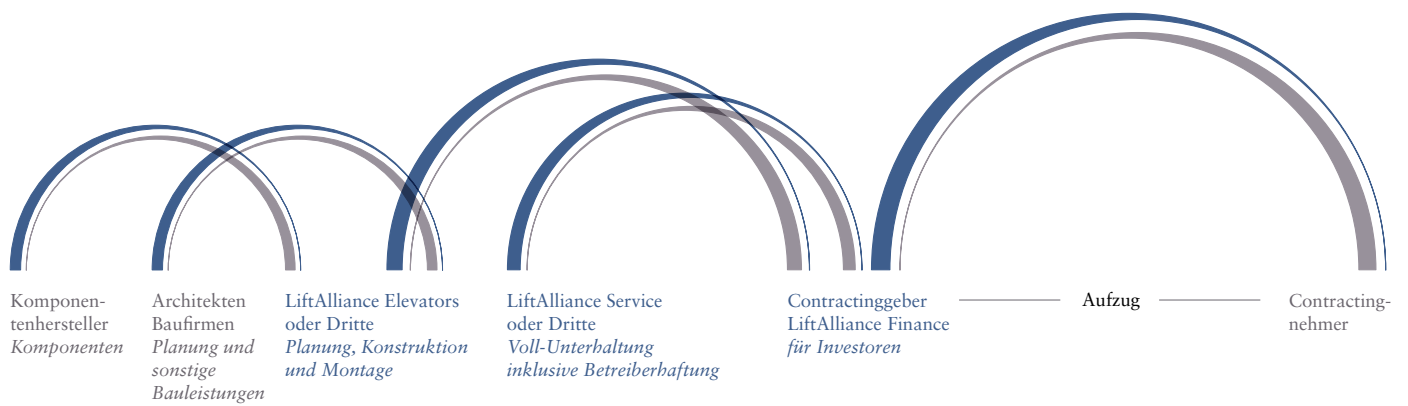 Komponen-
tenhersteller
Komponenten
Architekten
Baufirmen
Planung und
sonstige
Bauleistungen
LiftAlliance Elevators
oder Dritte
Planung, Konstruktion
und Montage
LiftAlliance Service
oder Dritte
Voll-Unterhaltung
inklusive Betreiberhaftung
Contractinggeber
LiftAlliance Finance
für Investoren
Aufzug
Contracting-
nehmer